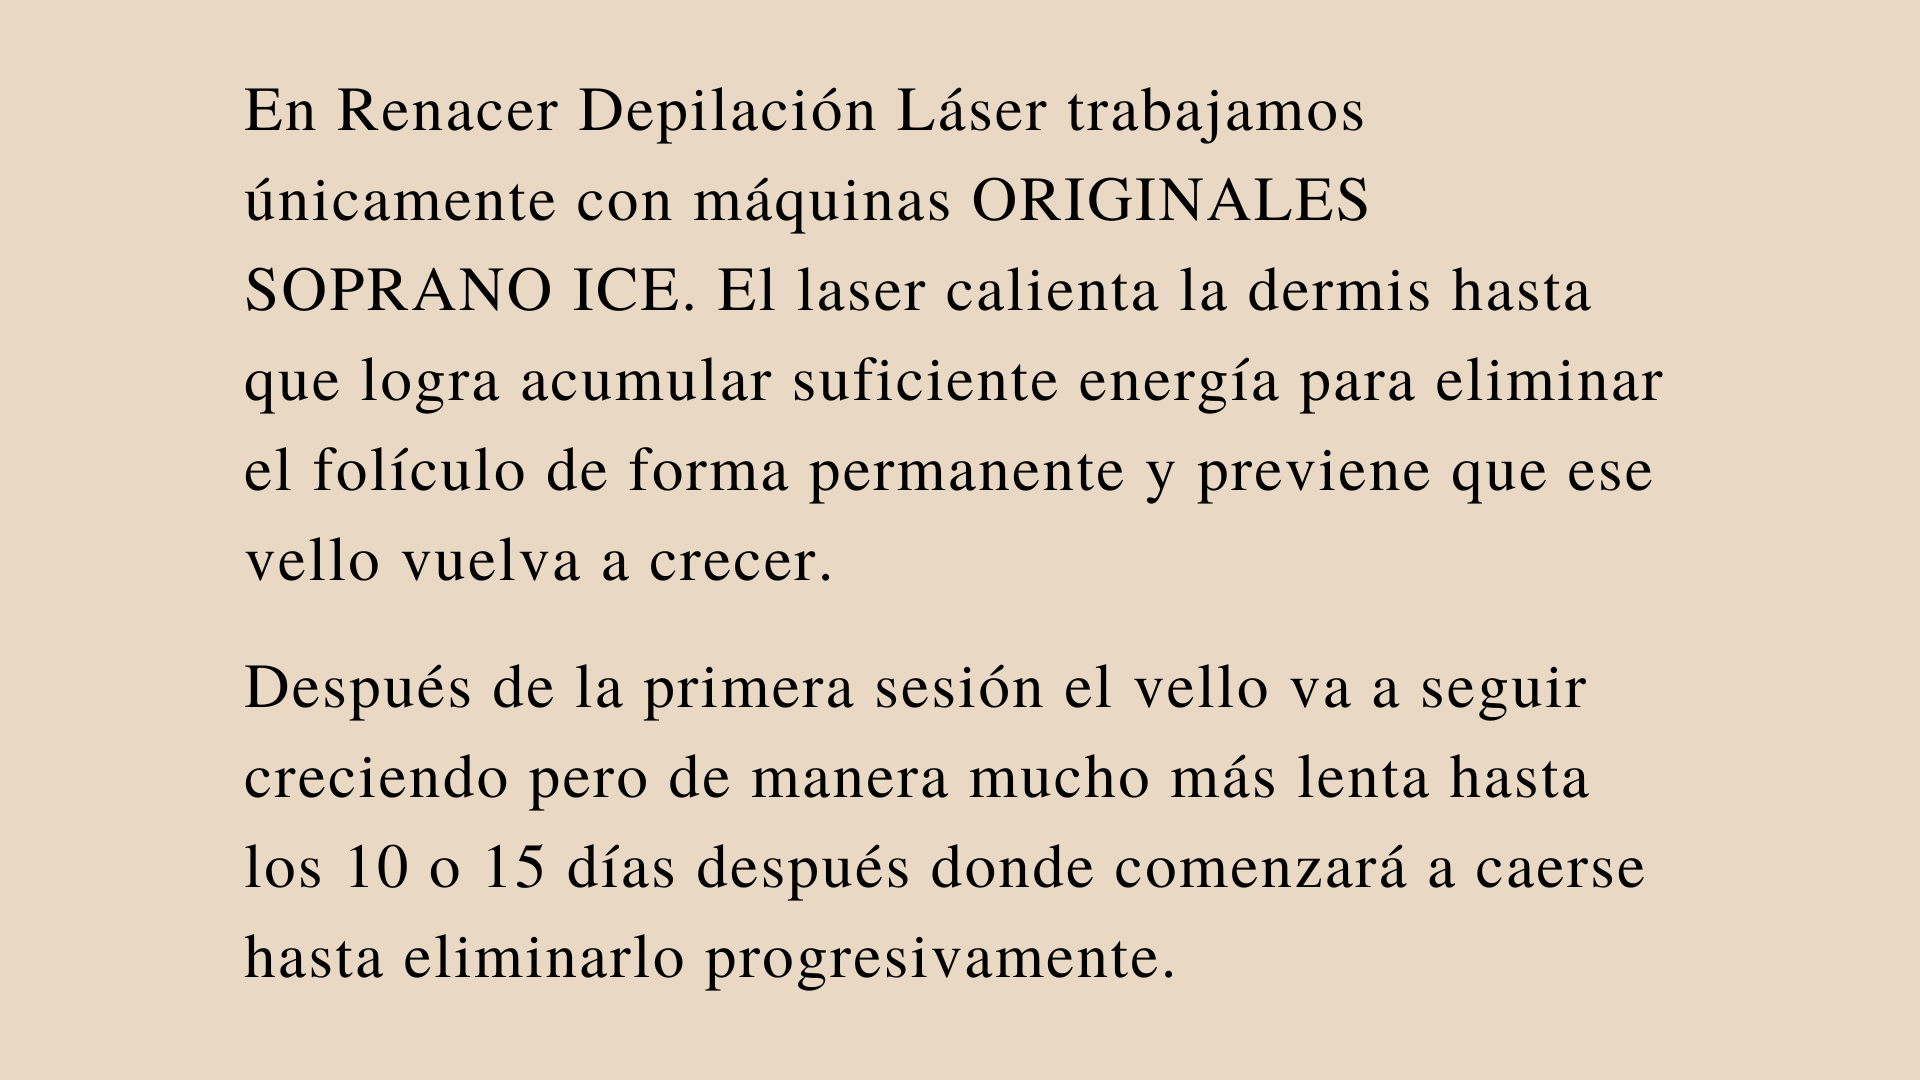 En Renacer Depilación Láser trabajamos
únicamente con máquinas ORIGINALES
SOPRANO ICE. El laser calienta la dermis hasta
que logra acumular suficiente energía para eliminar
el folículo de forma permanente y previene que ese
vello vuelva a crecer.
Después de la primera sesión el vello va a seguir
creciendo pero de manera mucho más lenta hasta
los 10 o 15 días después donde comenzará a caerse
hasta eliminarlo progresivamente.